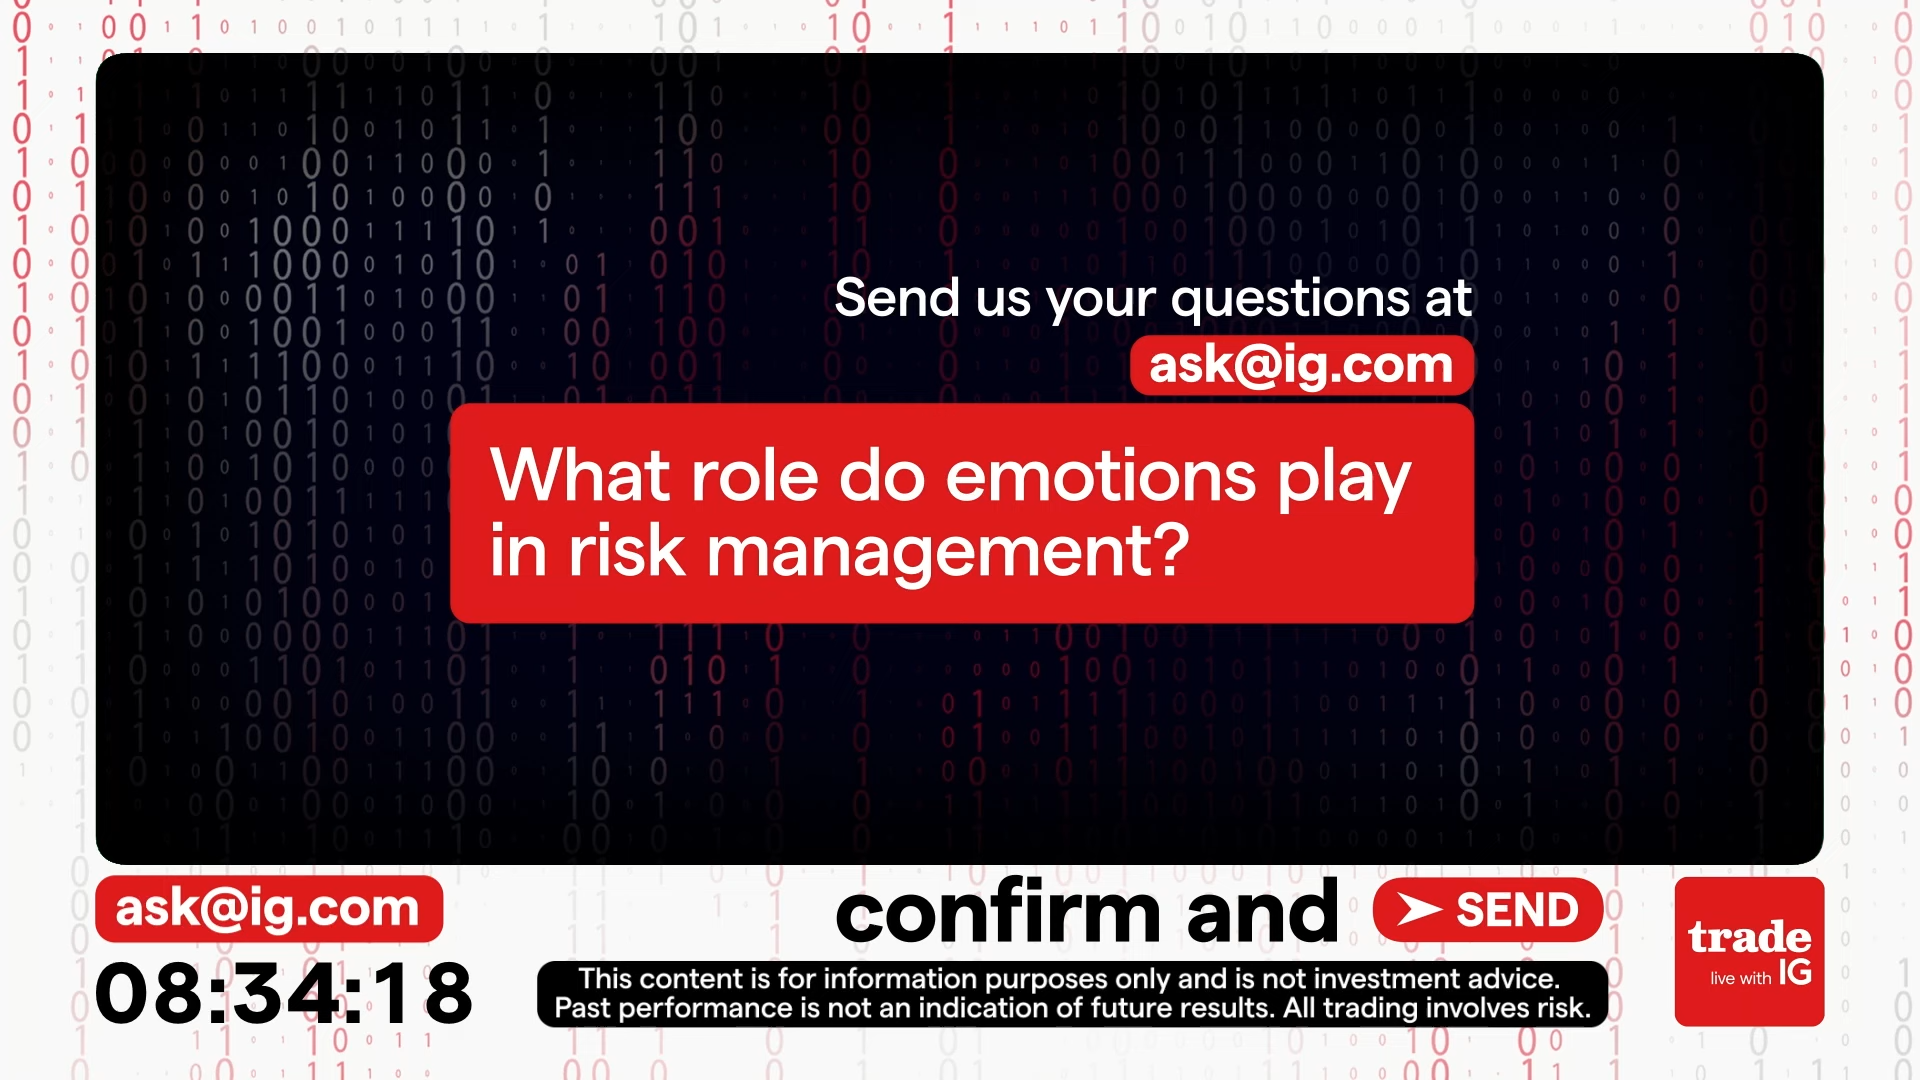 Send us your questions at
ask@ig.com
What role do emotions play
in risk management?
ask@ig.com
confirm and
SEND
08:34:18
This content is for information purposes only and is not investment advice.
Past performance is not an indication of future results. All trading involves risk.
trade
live with IG